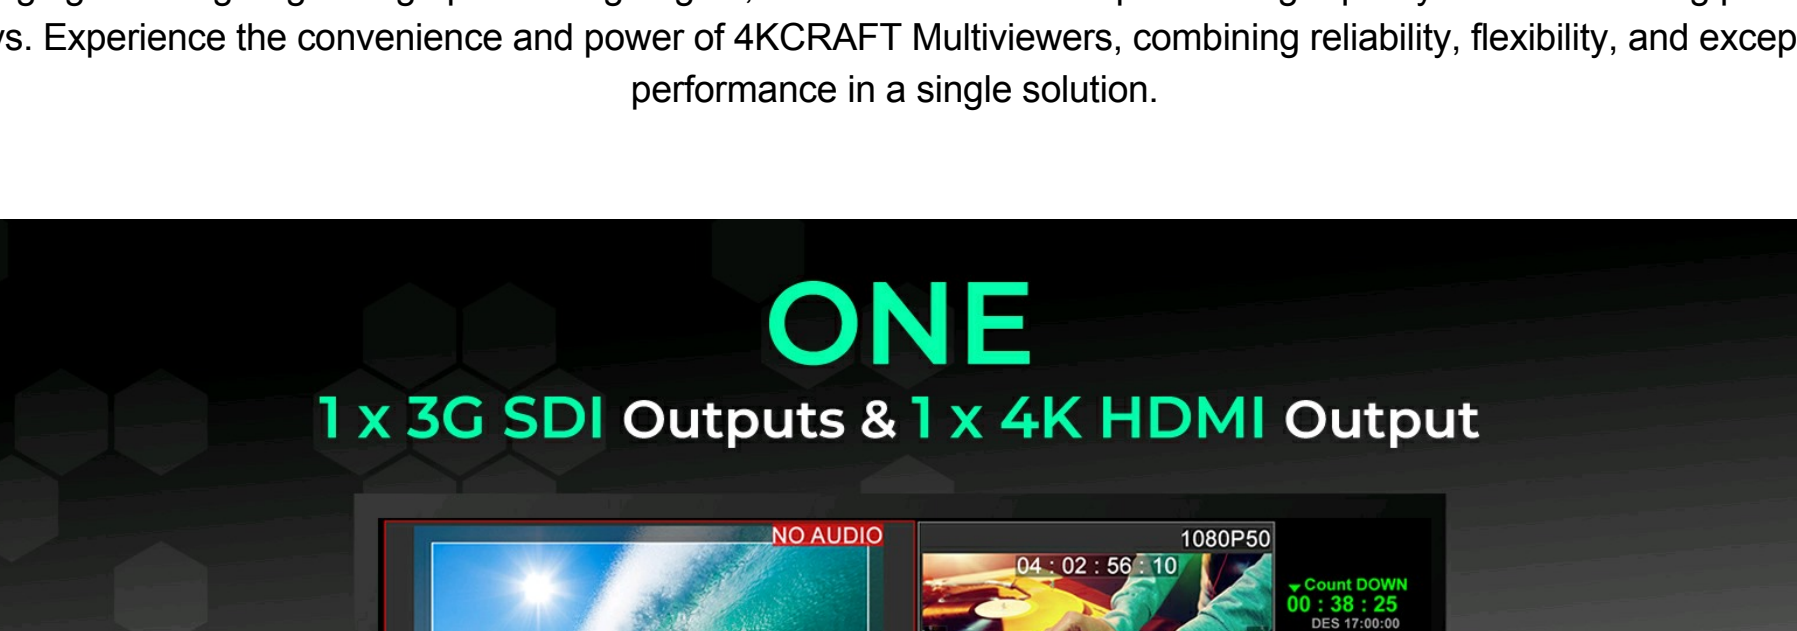 Experience the convenience and power of 4KCRAFT Multiviewers, combining reliability, flexibility, and
performance in a single solution.
ONE
1 x 3G SDI Outputs & 1 x 4K HDMI Output
NO AUDIO
1080P50
04 : 02 : 56 : 10
Count DOWN
00 : 38 : 25
DES 17:00:00